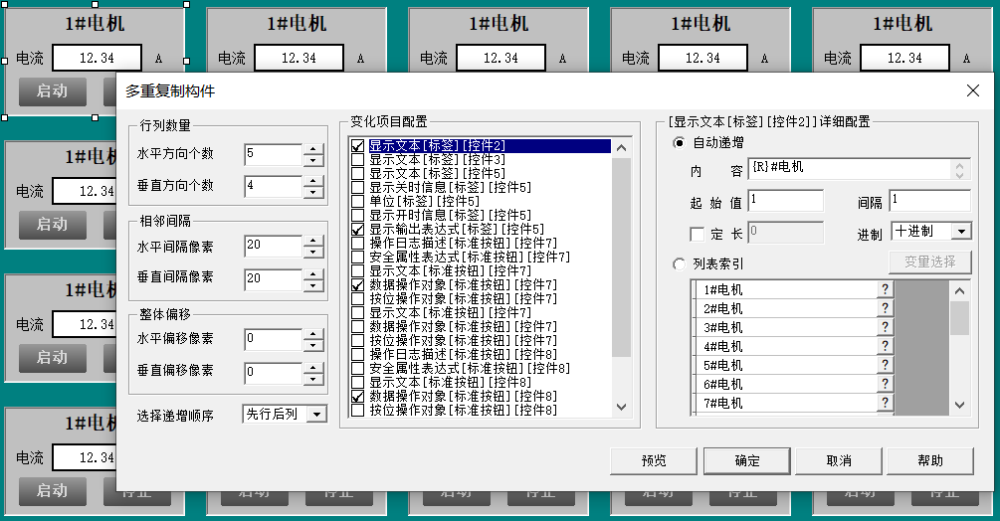 1#电机 1#电机 1#电机 1#电机 1#电机
电流 12.34 A 电流 12.34 A 电流 12.34 A 电流 12.34 A 电流 12.34 A
启动
多重复制构件
行列数量
水平方向个数 5
垂直方向个数 4
相邻间隔
水平间隔像素 20
垂直间隔像素 20
整体偏移
水平偏移像素 0
垂直偏移像素 0
选择递增顺序 先行后列
变化项目配置
显示文本[标签][控件2]
显示文本[标签][控件3]
显示文本[标签][控件5]
显示关时信息[标签][控件5]
单位[标签][控件5]
显示开时信息[标签][控件5]
显示输出表达式[标签][控件5]
操作日志描述[标准按钮][控件7]
安全属性表达式[标准按钮][控件7]
显示文本[标准按钮][控件7]
数据操作对象[标准按钮][控件7]
按位操作对象[标准按钮][控件7]
显示文本[标准按钮][控件7]
数据操作对象[标准按钮][控件7]
按位操作对象[标准按钮][控件7]
操作日志描述[标准按钮][控件8]
安全属性表达式[标准按钮][控件8]
显示文本[标准按钮][控件8]
数据操作对象[标准按钮][控件8]
按位操作对象[标准按钮][控件8]
[显示文本[标签][控件2]]详细配置
自动递增
内 容 {R}#电机
起 始 值 1 间隔 1
定 长 0 进制 十进制
列表索引 变量选择
1#电机 ?
2#电机 ?
3#电机 ?
4#电机 ?
5#电机 ?
6#电机 ?
7#电机 ?
预览 确定 取消 帮助
1#电机
电流 12.34
启动
1#电机
电流 12.34
启动
1#电机
电流 12.34
启动 停止 启动 停止 启动 停止 启动 停止 启动 停止